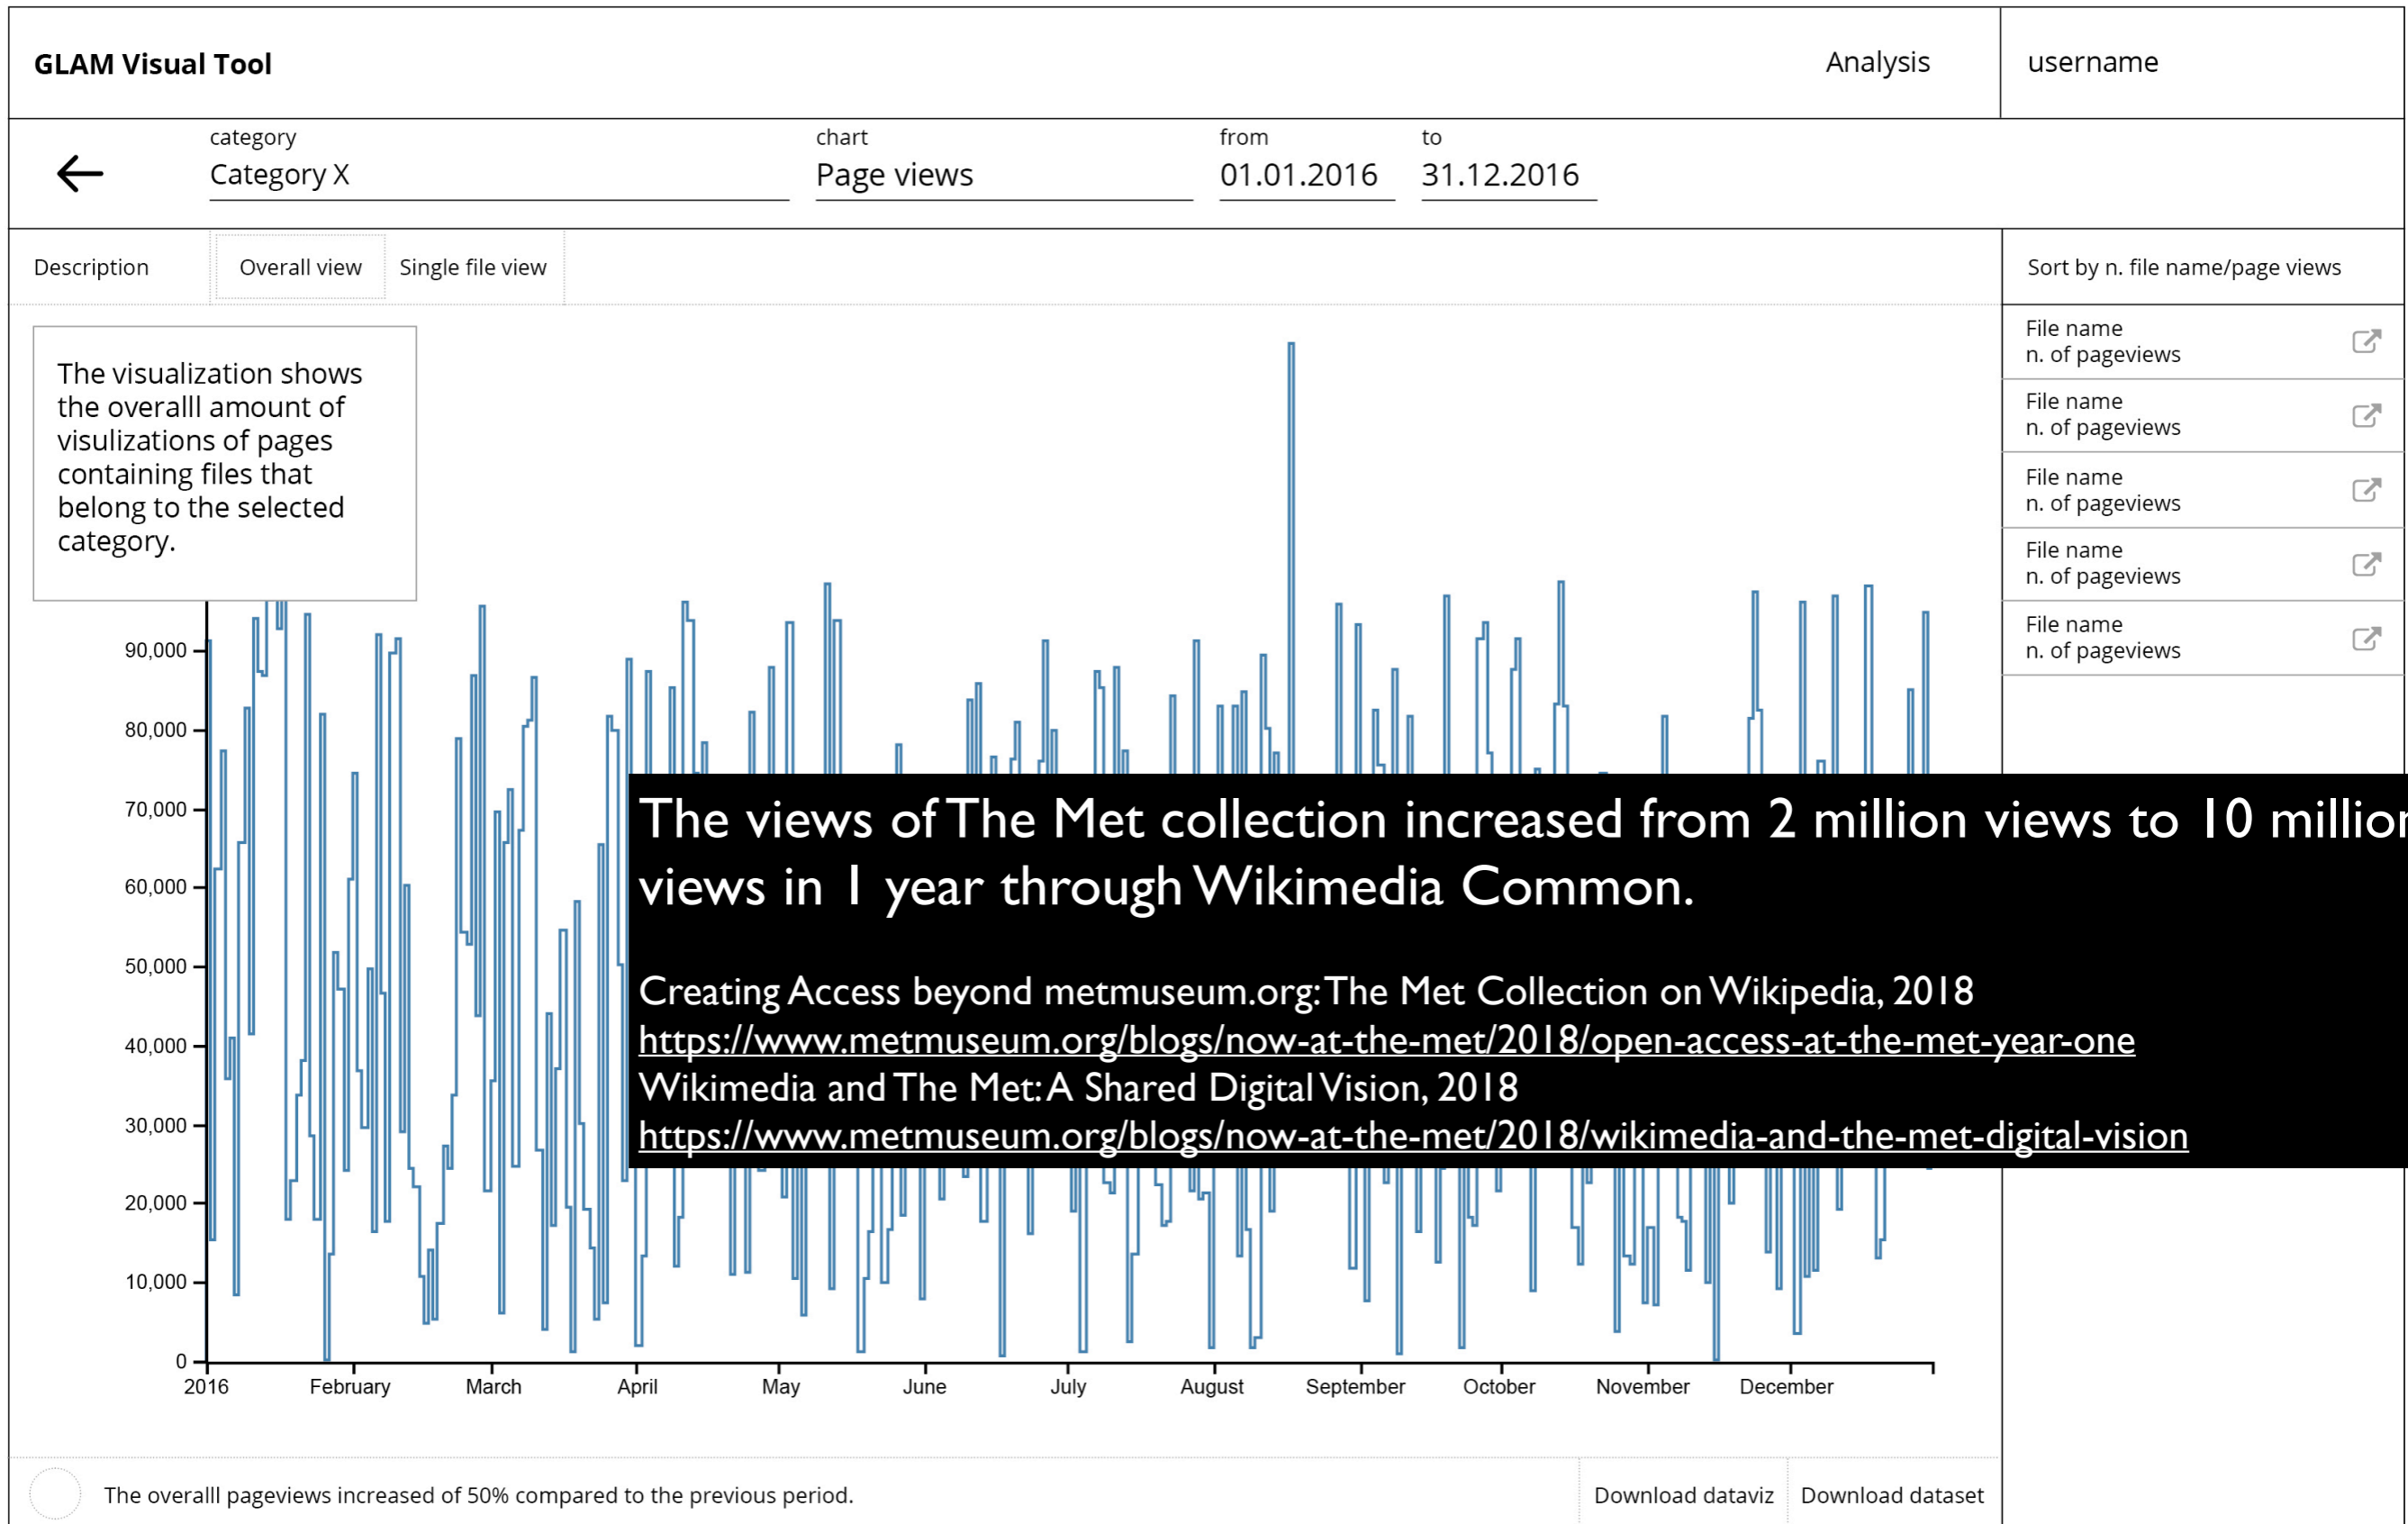 GLAM Visual Tool
Analysis
username
category
Category X
chart
Page views
from
01.01.2016
to
31.12.2016
Description
Overall view
Single file view
Sort by n. file name/page views
The visualization shows
the overalll amount of
visulizations of pages
containing files that
belong to the selected
category.
File name
n. of pageviews
File name
n. of pageviews
File name
n. of pageviews
File name
n. of pageviews
File name
n. of pageviews
90,000
80,000
70,000
60,000
50,000
40,000
30,000
20,000
10,000
0
The views of The Met collection increased from 2 million views to 10 million
views in 1 year through Wikimedia Common.
Creating Access beyond metmuseum.org: The Met Collection on Wikipedia, 2018
https://www.metmuseum.org/blogs/now-at-the-met/2018/open-access-at-the-met-year-one
Wikimedia and The Met: A Shared Digital Vision, 2018
https://www.metmuseum.org/blogs/now-at-the-met/2018/wikimedia-and-the-met-digital-vision
2016 February March April May June July August September October November December
The overalll pageviews increased of 50% compared to the previous period.
Download dataviz
Download dataset